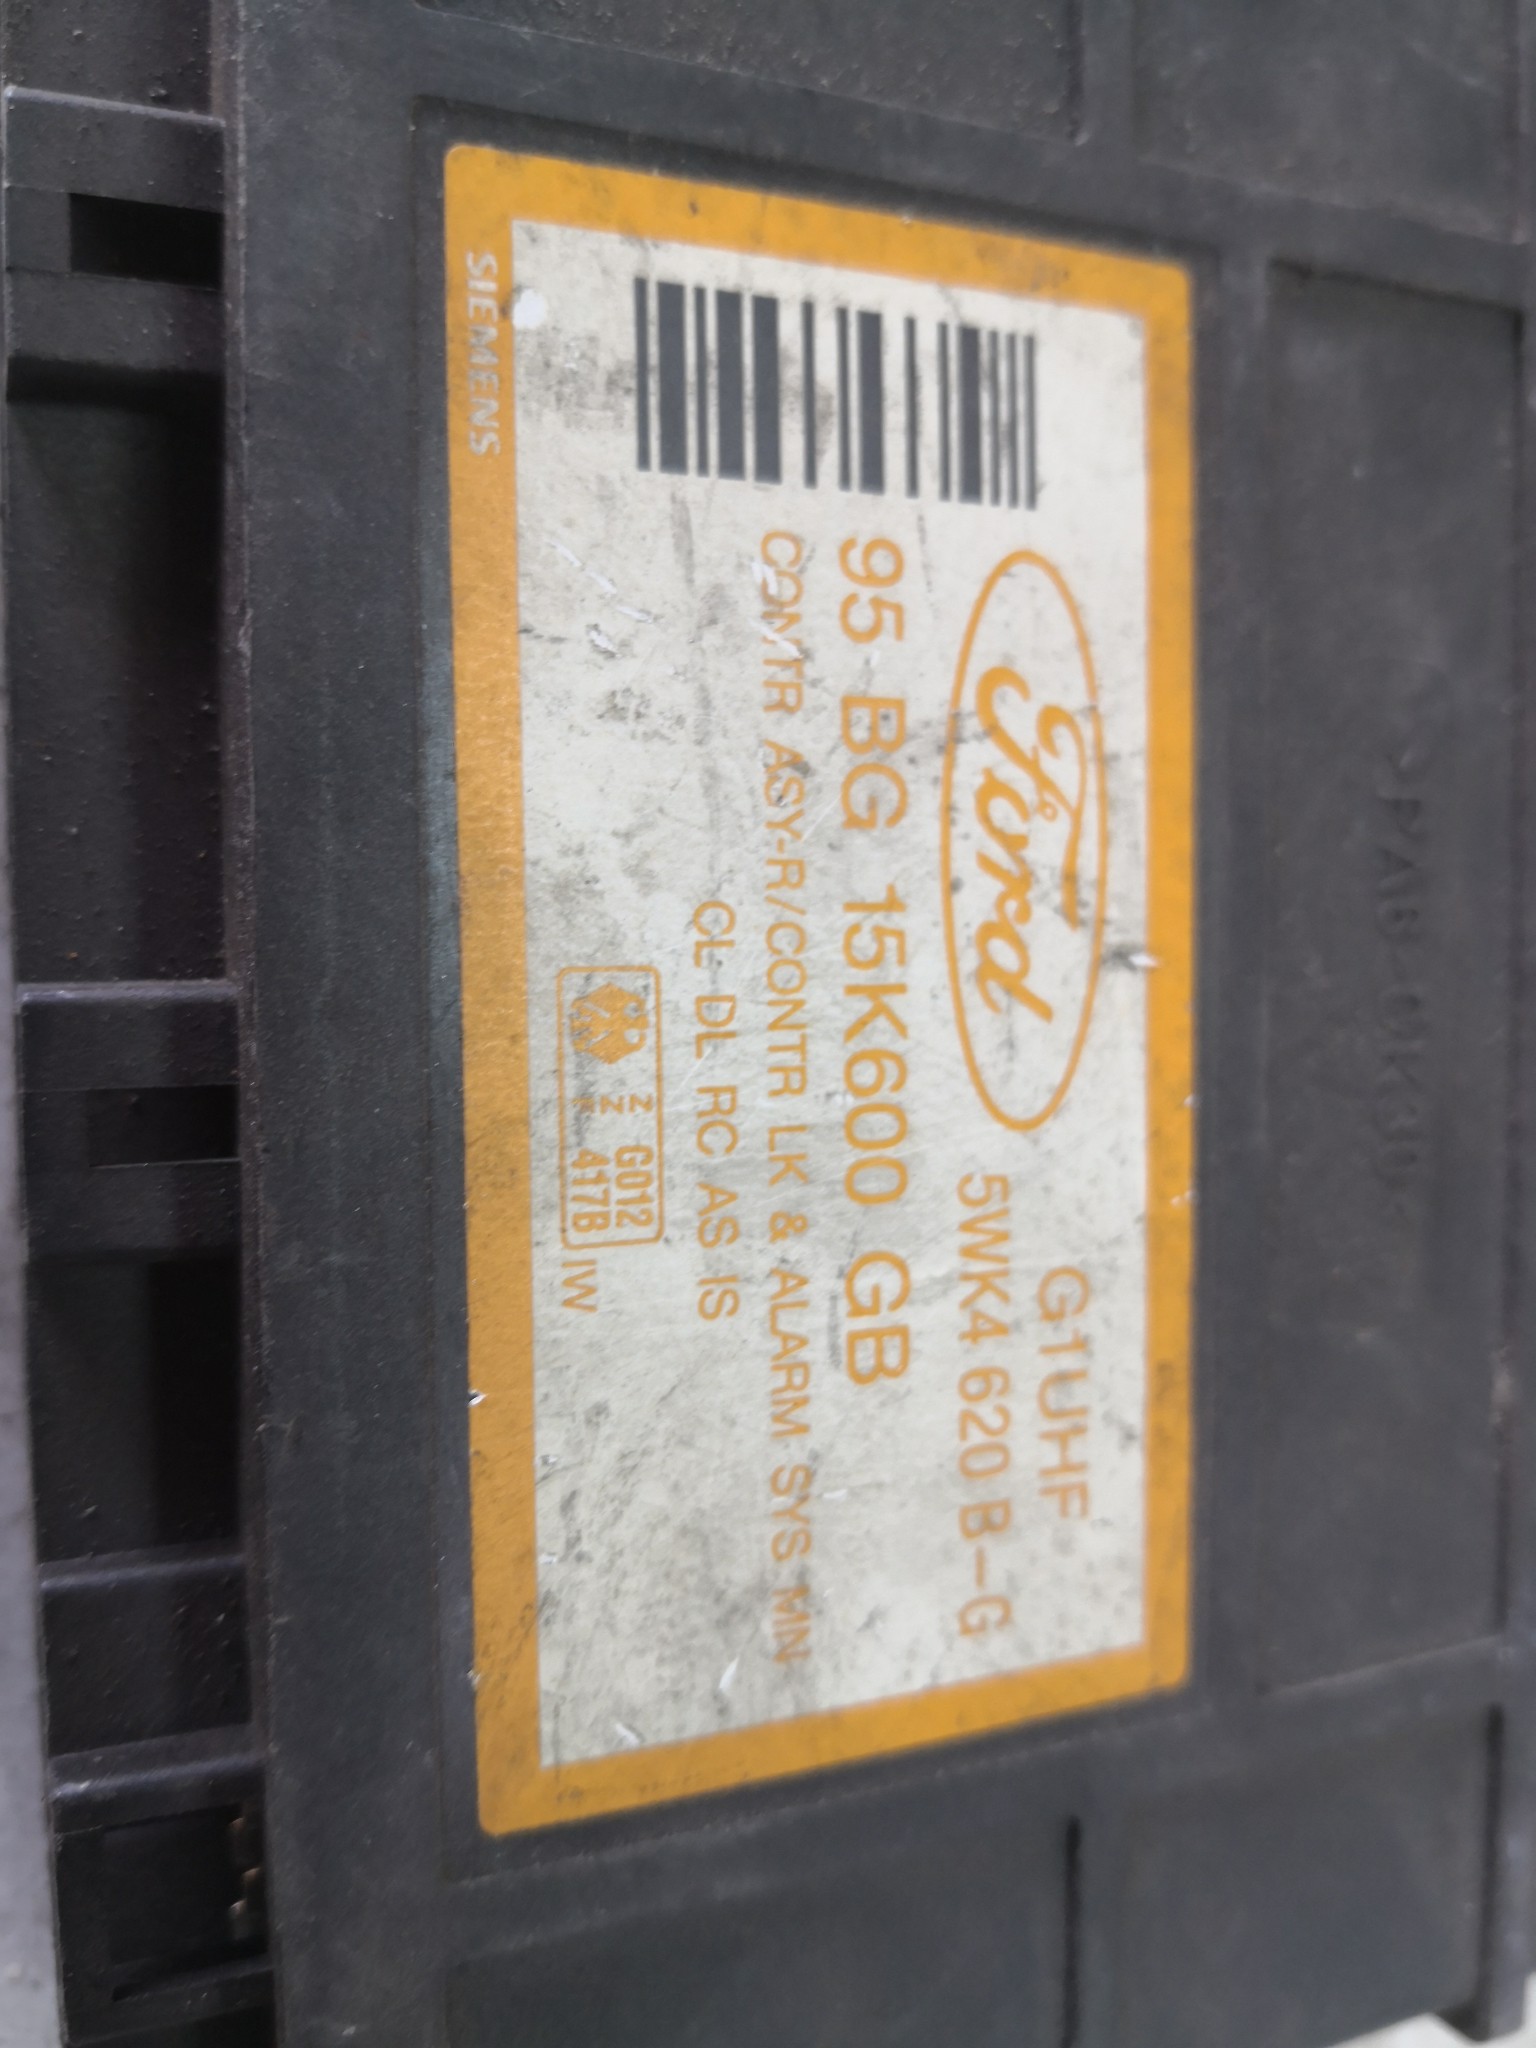 Ford
G1UHF
5WK4 620 B-G
95 BG 15K600 GB
CONTR ASY-R/CONTR LK & ALARM SYS MN
CL DL RC AS IS
Z G012
Z 417B
IW
SIEMENS